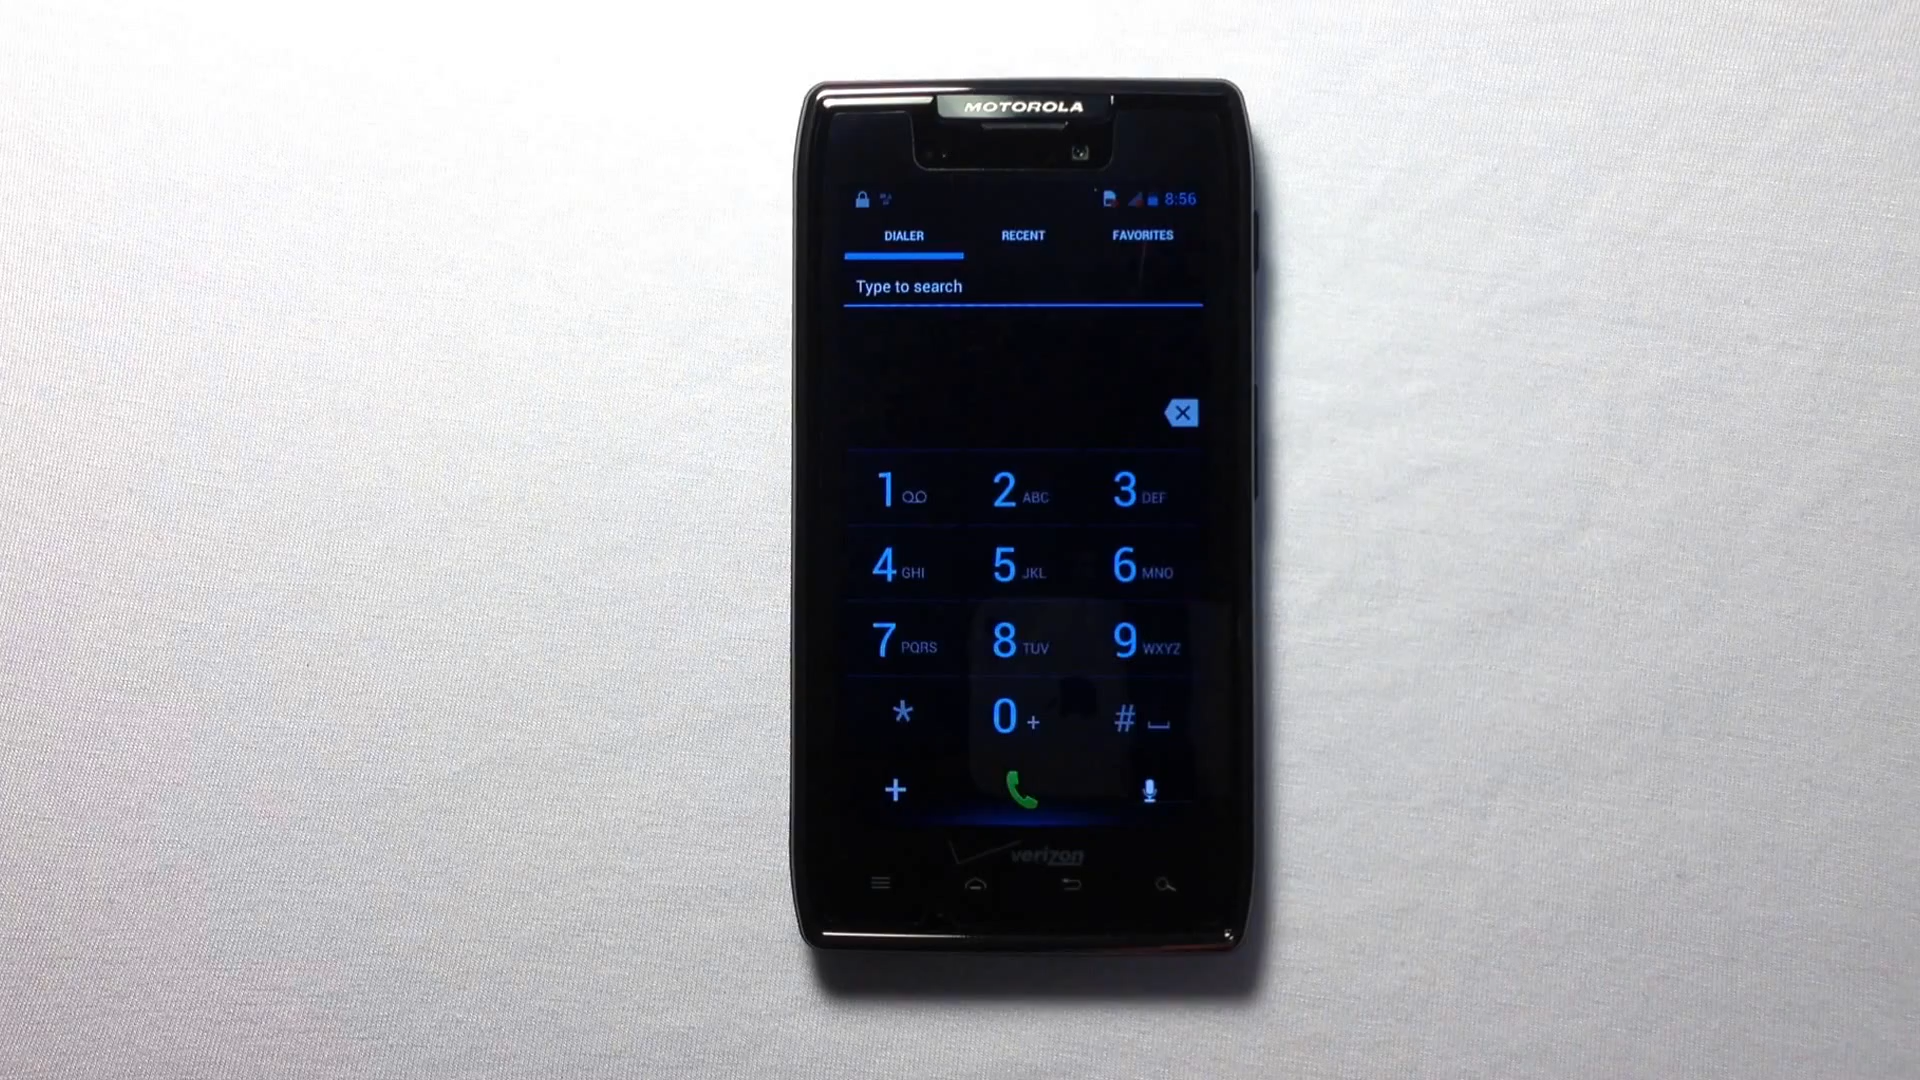 MOTOROLA
8:56
DIALER RECENT FAVORITES
Type to search
1 2 ABC 3 DEF
4 GHI 5 JKL 6 MNO
7 PQRS 8 TUV 9 WXYZ
* 0 + #
+
verizon